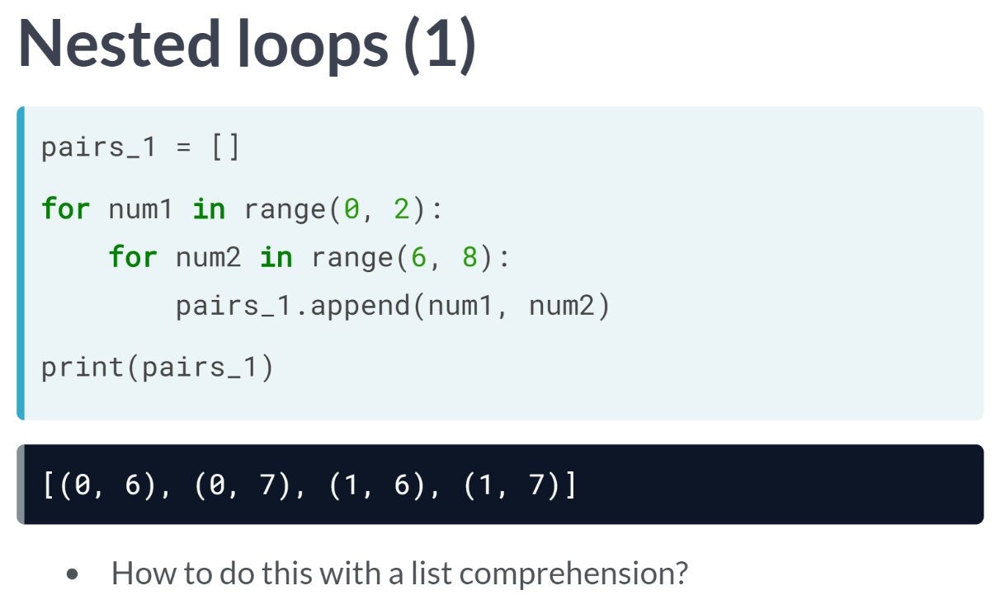 Nested loops (1)
pairs_1 = []
for num1 in range(0, 2):
    for num2 in range(6, 8):
        pairs_1.append(num1, num2)
print(pairs_1)
[(0, 6), (0, 7), (1, 6), (1, 7)]
• How to do this with a list comprehension?